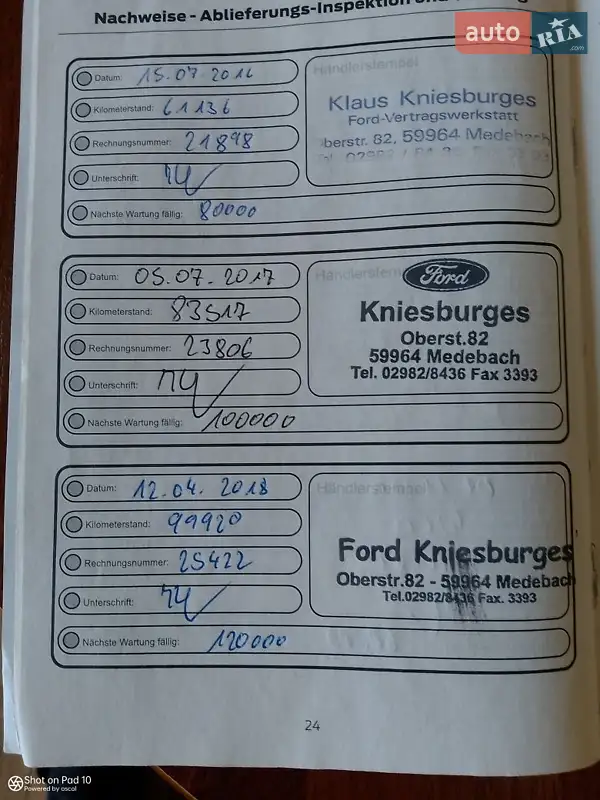 Nachweise - Ablieferungs-Inspektion und
auto RIA .com
Datum: 15.07.2016
Händlerstempel
Kilometerstand: 61136
Klaus Kniesburges
Ford-Vertragswerkstatt
Rechnungsnummer: 21898
Oberstr. 82, 59964 Medebach
Unterschrift:
Nächste Wartung fällig: 80000
Datum: 05.07.2017
Händlerstempel
Ford
Kilometerstand: 83517
Kniesburges
Oberst.82
Rechnungsnummer: 23806
59964 Medebach
Tel. 02982/8436 Fax 3393
Unterschrift:
Nächste Wartung fällig: 100000
Datum: 12.04.2018
Händlerstempel
Kilometerstand: 99920
Ford Kniesburges
Rechnungsnummer: 25422
Oberstr.82 - 59964 Medebach
Tel.02982/8436 Fax. 3393
Unterschrift:
Nächste Wartung fällig: 120000
24
Shot on Pad 10
Powered by oscal